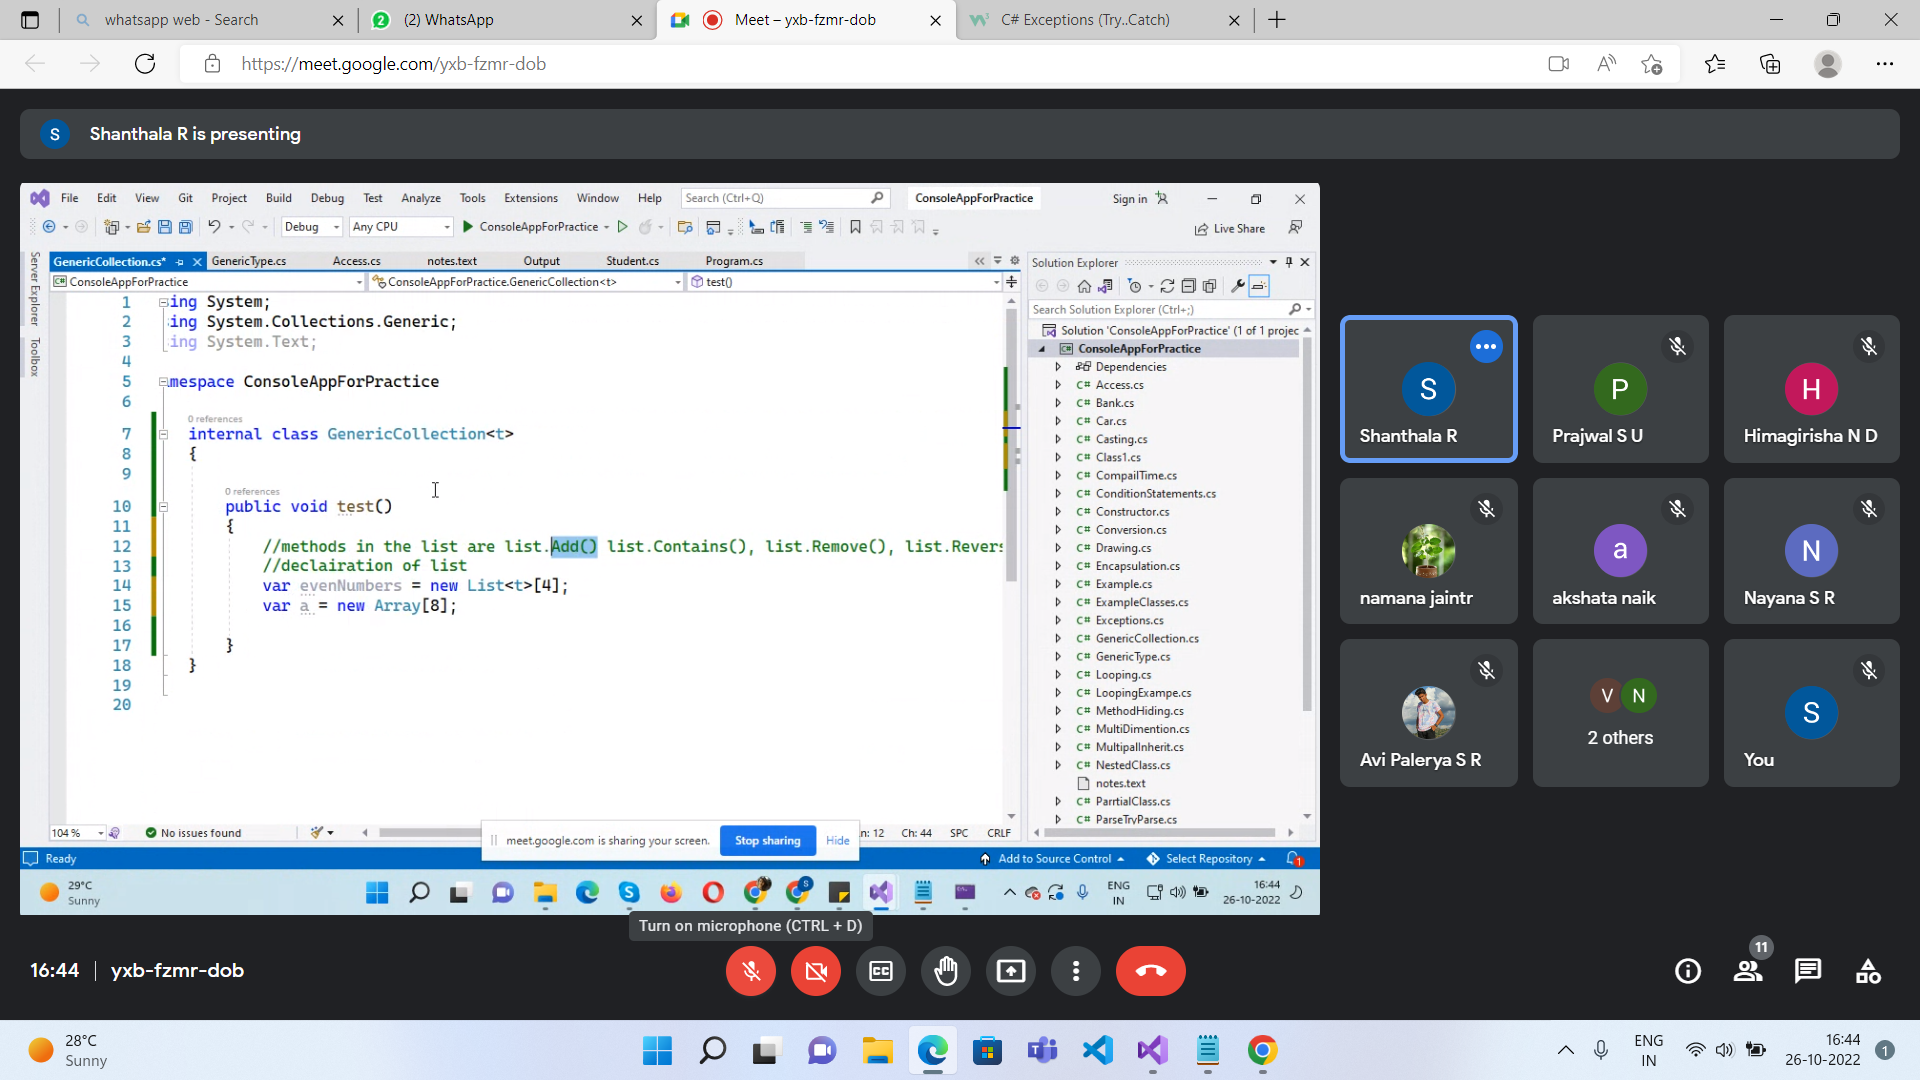 whatsapp web - Search
(2) WhatsApp
Meet – yxb-fzmr-dob
C# Exceptions (Try..Catch)
https://meet.google.com/yxb-fzmr-dob
S Shanthala R is presenting
File Edit View Git Project Build Debug Test Analyze Tools Extensions Window Help Search (Ctrl+Q) ConsoleAppForPractice Sign in
Debug Any CPU ConsoleAppForPractice Live Share
Server Explorer
Toolbox
GenericCollection.cs* GenericType.cs Access.cs notes.text Output Student.cs Program.cs
ConsoleAppForPractice ConsoleAppForPractice.GenericCollection<t> test()
1 ing System;
2 ing System.Collections.Generic;
3 ing System.Text;
4
5 mespace ConsoleAppForPractice
6
0 references
7 internal class GenericCollection<t>
8 {
9
0 references
10 public void test()
11 {
12 //methods in the list are list.Add() list.Contains(), list.Remove(), list.Revers
13 //declairation of list
14 var evenNumbers = new List<t>[4];
15 var a = new Array[8];
16
17 }
18 }
19
20
104 % No issues found
n: 12 Ch: 44 SPC CRLF
meet.google.com is sharing your screen. Stop sharing Hide
Solution Explorer
Search Solution Explorer (Ctrl+;)
Solution 'ConsoleAppForPractice' (1 of 1 projec
C# ConsoleAppForPractice
Dependencies
C# Access.cs
C# Bank.cs
C# Car.cs
C# Casting.cs
C# Class1.cs
C# CompailTime.cs
C# ConditionStatements.cs
C# Constructor.cs
C# Conversion.cs
C# Drawing.cs
C# Encapsulation.cs
C# Example.cs
C# ExampleClasses.cs
C# Exceptions.cs
C# GenericCollection.cs
C# GenericType.cs
C# Looping.cs
C# LoopingExampe.cs
C# MethodHiding.cs
C# MultiDimention.cs
C# MultipalInherit.cs
C# NestedClass.cs
notes.text
C# ParrtialClass.cs
C# ParseTryParse.cs
Ready Add to Source Control Select Repository 1
29°C
Sunny
ENG
IN
16:44
26-10-2022
S
Shanthala R
P
Prajwal S U
H
Himagirisha N D
namana jaintr
a
akshata naik
N
Nayana S R
Avi Palerya S R
V N
2 others
S
You
Turn on microphone (CTRL + D)
16:44 | yxb-fzmr-dob
CC
11
28°C
Sunny
ENG
IN
16:44
26-10-2022
1